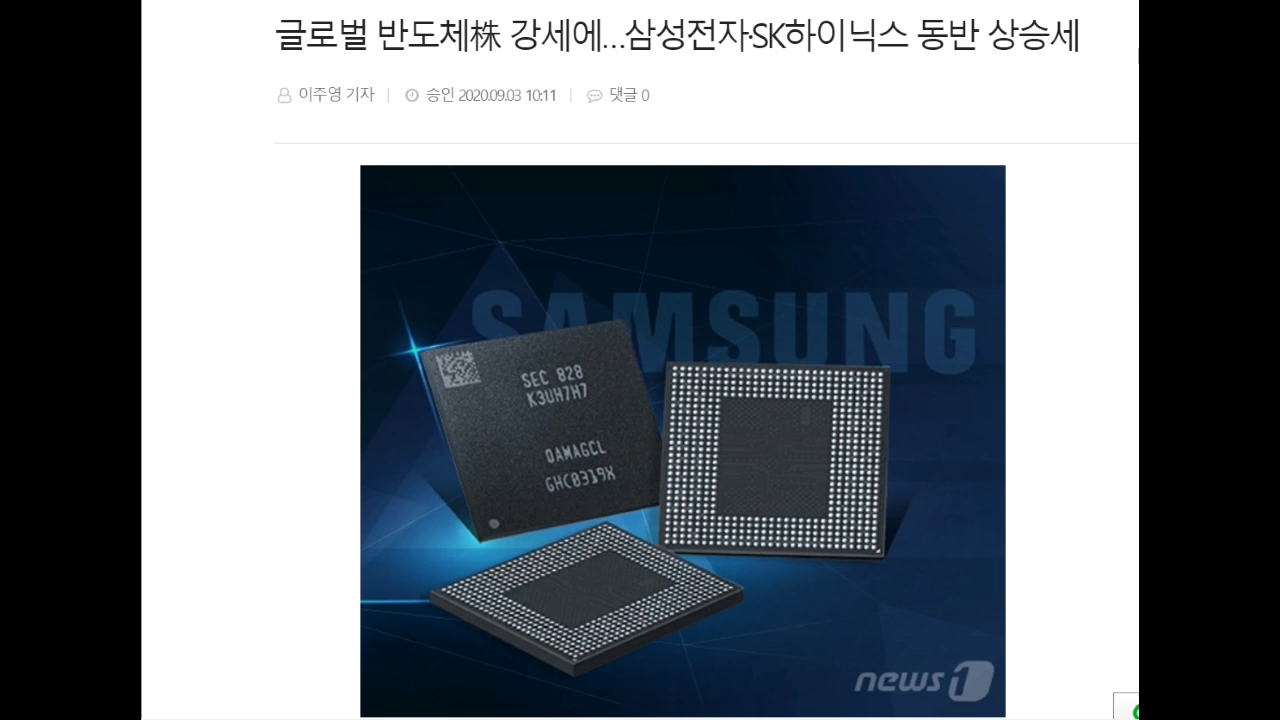 글로벌 반도체株 강세에…삼성전자·SK하이닉스 동반 상승세
이주영 기자 | 승인 2020.09.03 10:11 | 댓글 0
SAMSUNG
SEC 828
K3UH7H7
0AMAGCL
GHC0319X
news1